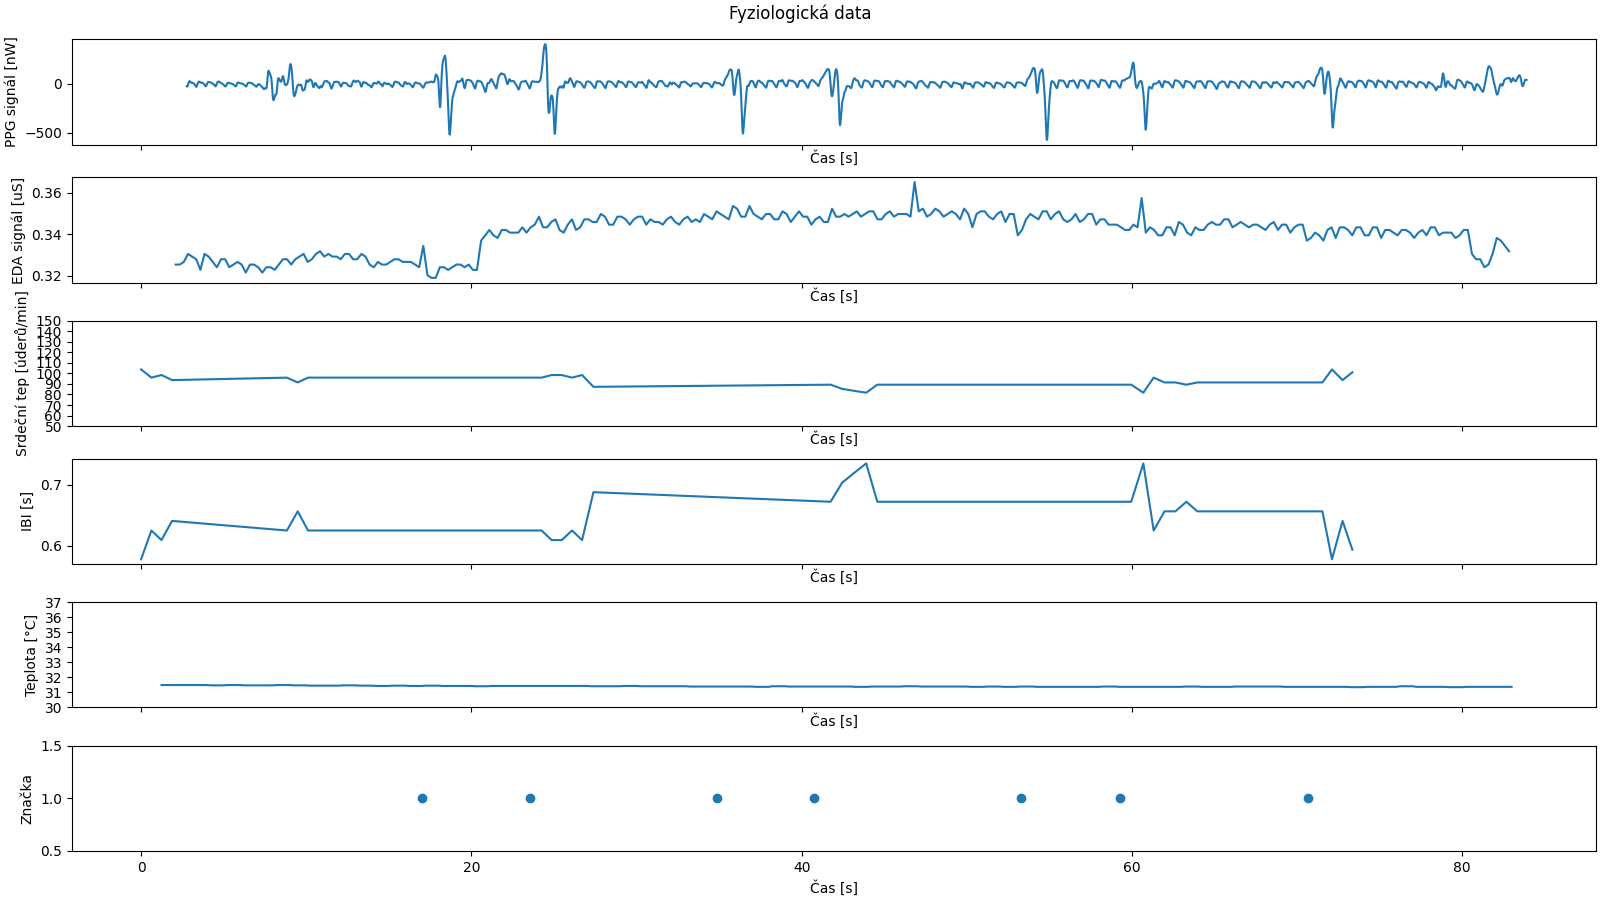 Fyziologická data
PPG signál [nW]
0
−500
Čas [s]
EDA signál [uS]
0.36
0.34
0.32
Čas [s]
Srdeční tep [úderů/min]
150
140
130
120
110
100
90
80
70
60
50
Čas [s]
IBI [s]
0.7
0.6
Čas [s]
Teplota [°C]
37
36
35
34
33
32
31
30
Čas [s]
Značka
1.5
1.0
0.5
0 20 40 60 80
Čas [s]